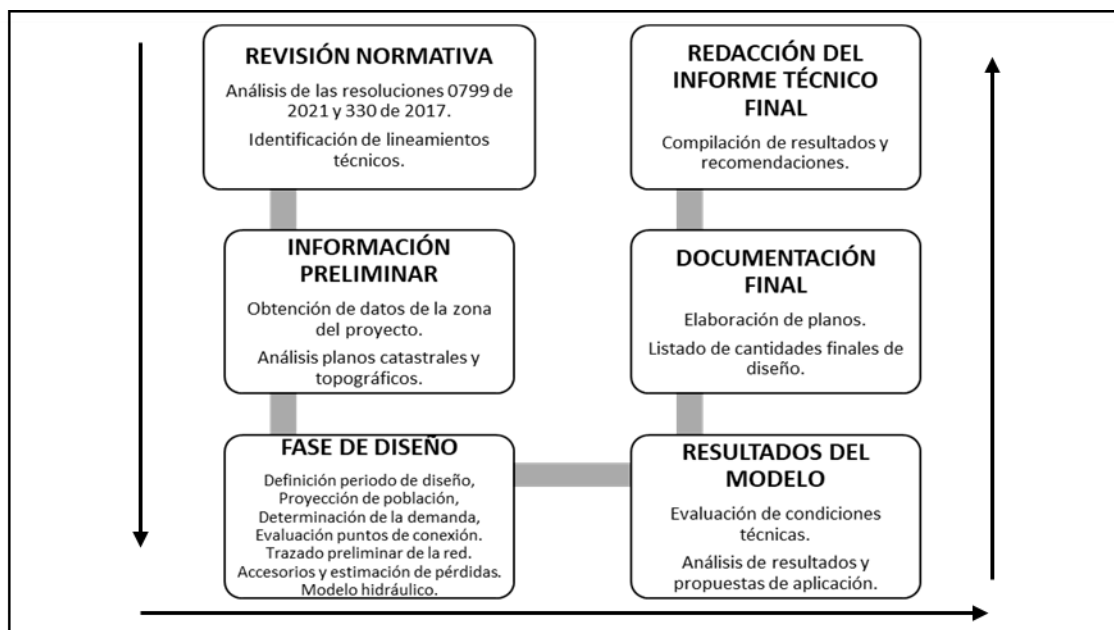 REVISIÓN NORMATIVA
Análisis de las resoluciones 0799 de
2021 y 330 de 2017.
Identificación de lineamientos
técnicos.
INFORMACIÓN
PRELIMINAR
Obtención de datos de la zona
del proyecto.
Análisis planos catastrales y
topográficos.
FASE DE DISEÑO
Definición periodo de diseño,
Proyección de población,
Determinación de la demanda,
Evaluación puntos de conexión.
Trazado preliminar de la red.
Accesorios y estimación de pérdidas.
Modelo hidráulico.
RESULTADOS DEL
MODELO
Evaluación de condiciones
técnicas.
Análisis de resultados y
propuestas de aplicación.
DOCUMENTACIÓN
FINAL
Elaboración de planos.
Listado de cantidades finales de
diseño.
REDACCIÓN DEL
INFORME TÉCNICO
FINAL
Compilación de resultados y
recomendaciones.